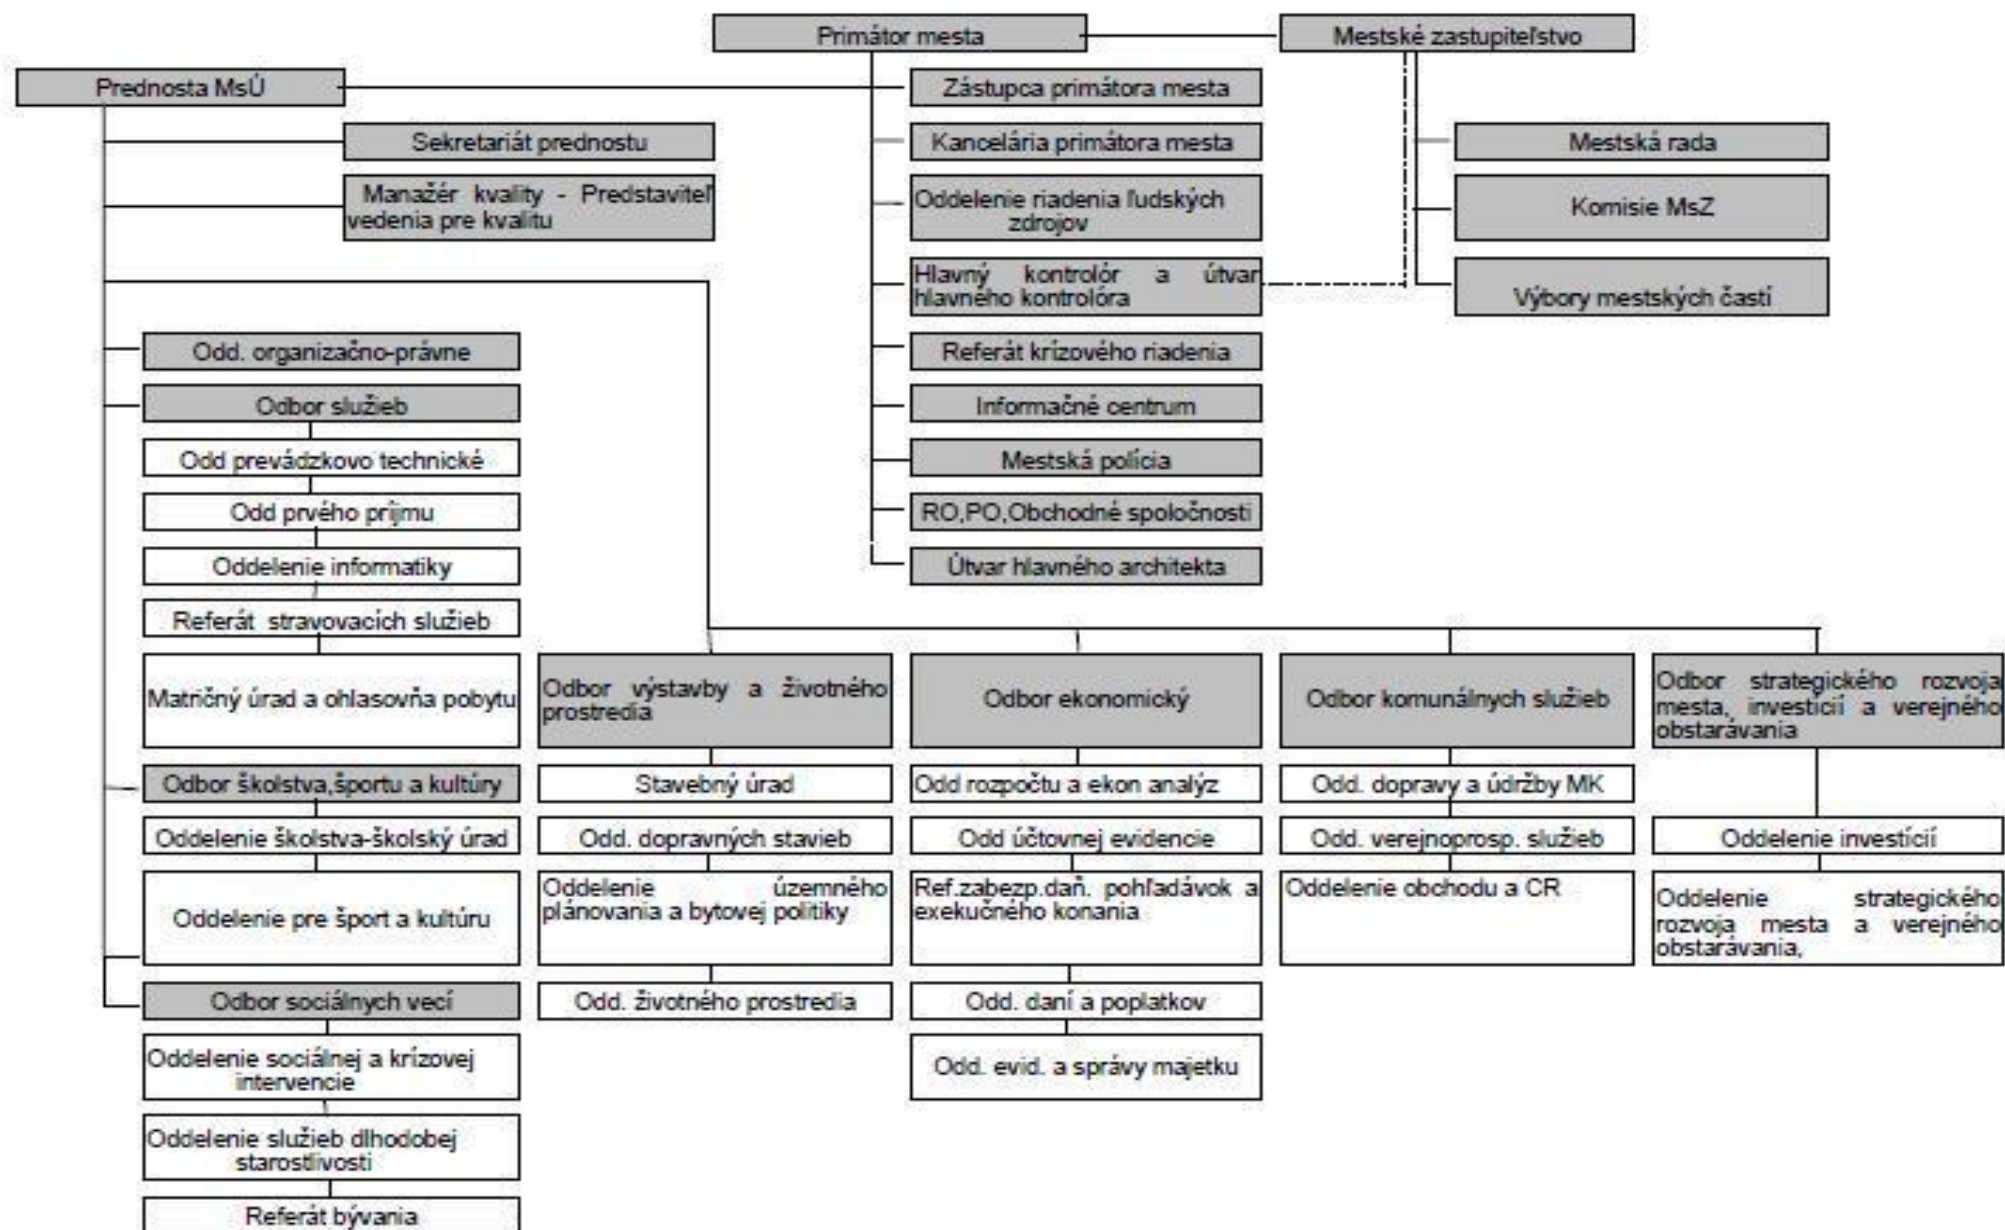 Primátor mesta
Mestské zastupiteľstvo
Prednosta MsÚ
Zástupca primátora mesta
Sekretariát prednostu
Kancelária primátora mesta
Mestská rada
Manažér kvality - Predstaviteľ
vedenia pre kvalitu
Oddelenie riadenia ľudských
zdrojov
Komisie MsZ
Hlavný kontrolór a útvar
hlavného kontrolóra
Výbory mestských častí
Odd. organizačno-právne
Referát krízového riadenia
Odbor služieb
Informačné centrum
Odd prevádzkovo technické
Mestská polícia
Odd prvého príjmu
RO,PO,Obchodné spoločnosti
Oddelenie informatiky
Útvar hlavného architekta
Referát stravovacích služieb
Matričný úrad a ohlasovňa pobytu
Odbor výstavby a životného
prostredia
Odbor ekonomický
Odbor komunálnych služieb
Odbor strategického rozvoja
mesta, investícií a verejného
obstarávania
Odbor školstva,športu a kultúry
Stavebný úrad
Odd rozpočtu a ekon analýz
Odd. dopravy a údržby MK
Oddelenie školstva-školský úrad
Odd. dopravných stavieb
Odd účtovnej evidencie
Odd. verejnoprosp. služieb
Oddelenie investícií
Oddelenie pre šport a kultúru
Oddelenie územného
plánovania a bytovej politiky
Ref.zabezp.daň. pohľadávok a
exekučného konania
Oddelenie obchodu a CR
Oddelenie strategického
rozvoja mesta a verejného
obstarávania,
Odbor sociálnych vecí
Odd. životného prostredia
Odd. daní a poplatkov
Oddelenie sociálnej a krízovej
intervencie
Odd. evid. a správy majetku
Oddelenie služieb dlhodobej
starostlivosti
Referát bývania